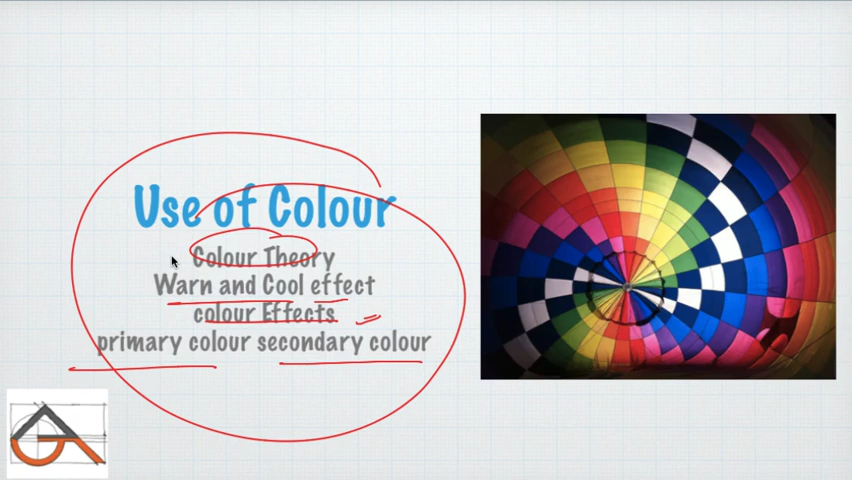 Use of Colour
Colour Theory
Warn and Cool effect
colour Effects
primary colour secondary colour